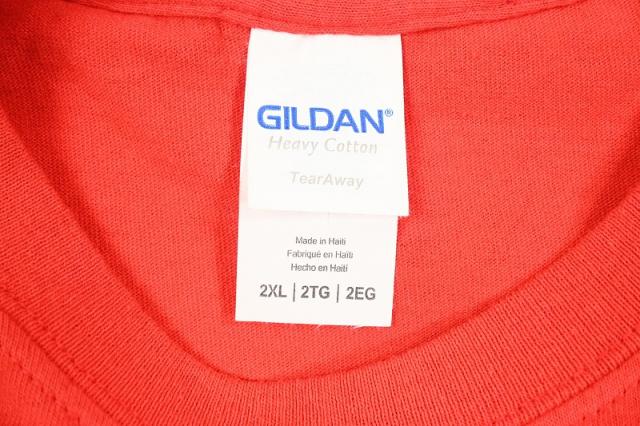 GILDAN®
Heavy Cotton
TearAway
Made in Haiti
Fabriqué en Haïti
Hecho en Haití
2XL | 2TG | 2EG